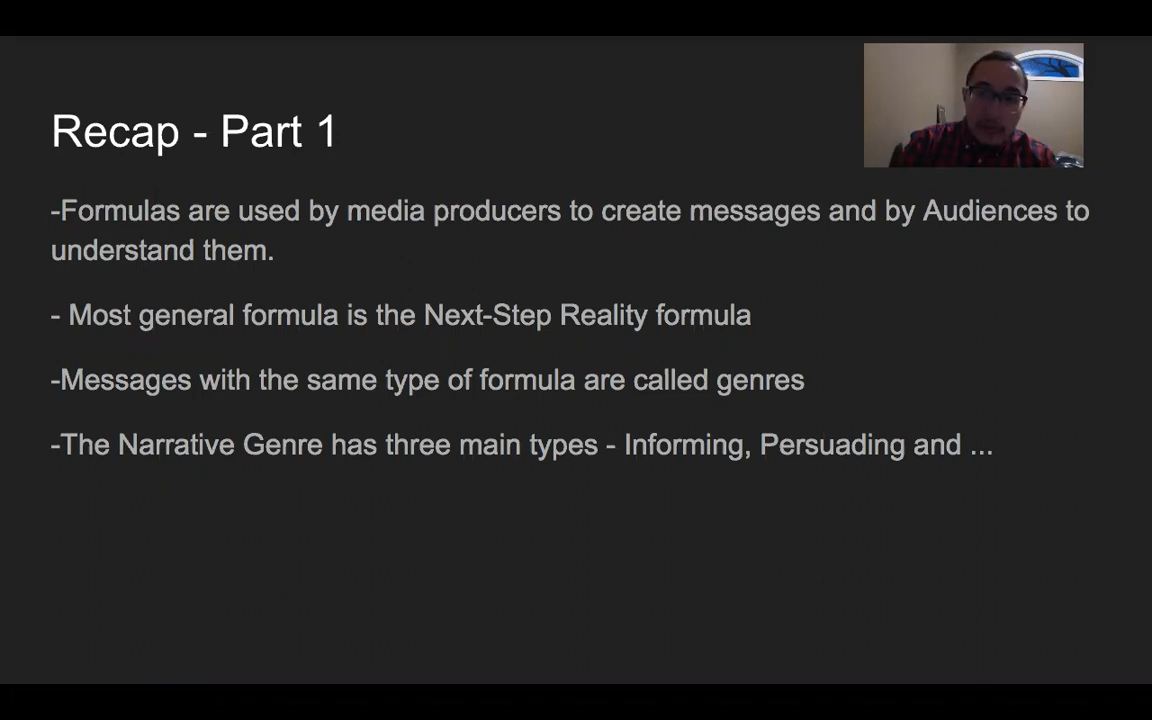 Recap - Part 1
-Formulas are used by media producers to create messages and by Audiences to
understand them.
- Most general formula is the Next-Step Reality formula
-Messages with the same type of formula are called genres
-The Narrative Genre has three main types - Informing, Persuading and ...